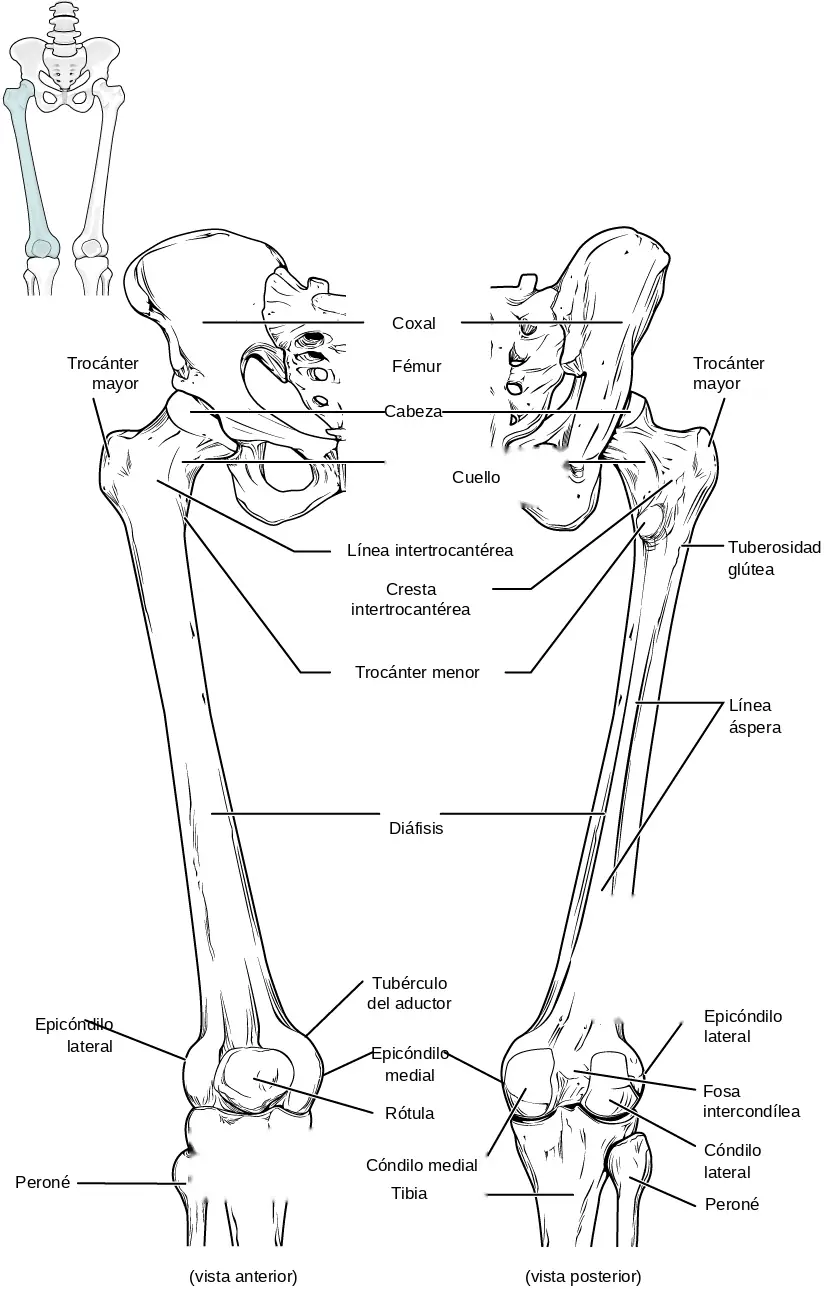 Coxal
Trocánter
mayor
Fémur
Trocánter
mayor
Cabeza
Cuello
Línea intertrocantérea
Tuberosidad
glútea
Cresta
intertrocantérea
Trocánter menor
Línea
áspera
Diáfisis
Tubérculo
del aductor
Epicóndilo
lateral
Epicóndilo
lateral
Epicóndilo
medial
Fosa
intercondílea
Rótula
Cóndilo
lateral
Cóndilo medial
Peroné
Tibia
Peroné
(vista anterior)
(vista posterior)